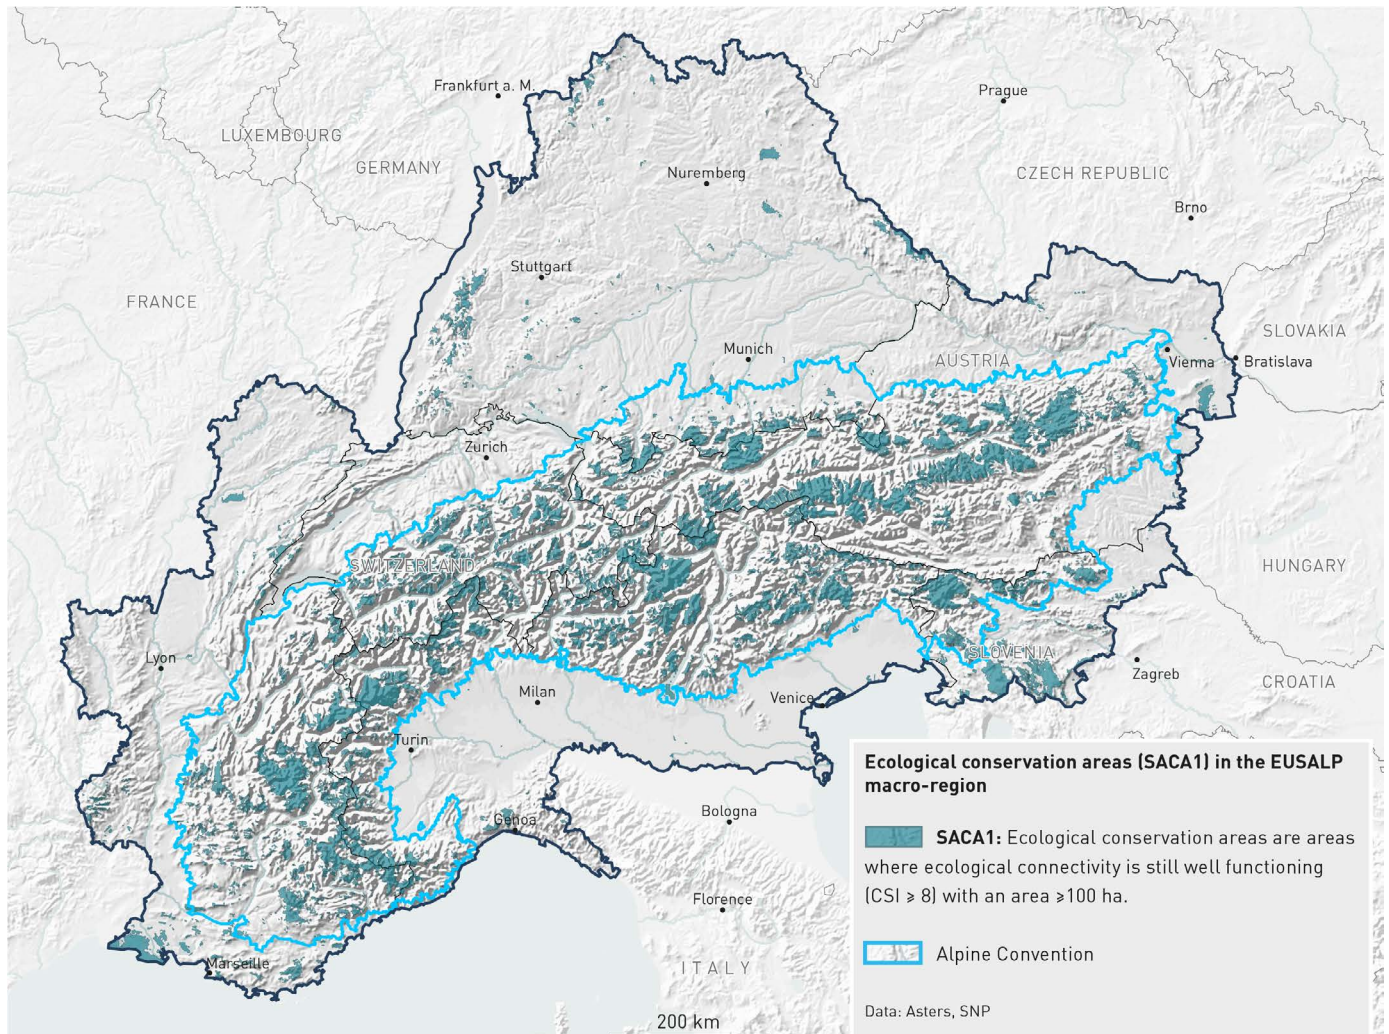 Frankfurt a. M.
Prague
LUXEMBOURG
GERMANY
CZECH REPUBLIC
Nuremberg
Brno
Stuttgart
FRANCE
SLOVAKIA
Munich
AUSTRIA
Vienna
Bratislava
Zurich
SWITZERLAND
HUNGARY
Lyon
SLOVENIA
Zagreb
CROATIA
Milan
Venice
Turin
Genoa
Bologna
Florence
Marseille
ITALY
200 km
Ecological conservation areas (SACA1) in the EUSALP
macro-region
SACA1: Ecological conservation areas are areas
where ecological connectivity is still well functioning
(CSI ≥ 8) with an area ≥100 ha.
Alpine Convention
Data: Asters, SNP